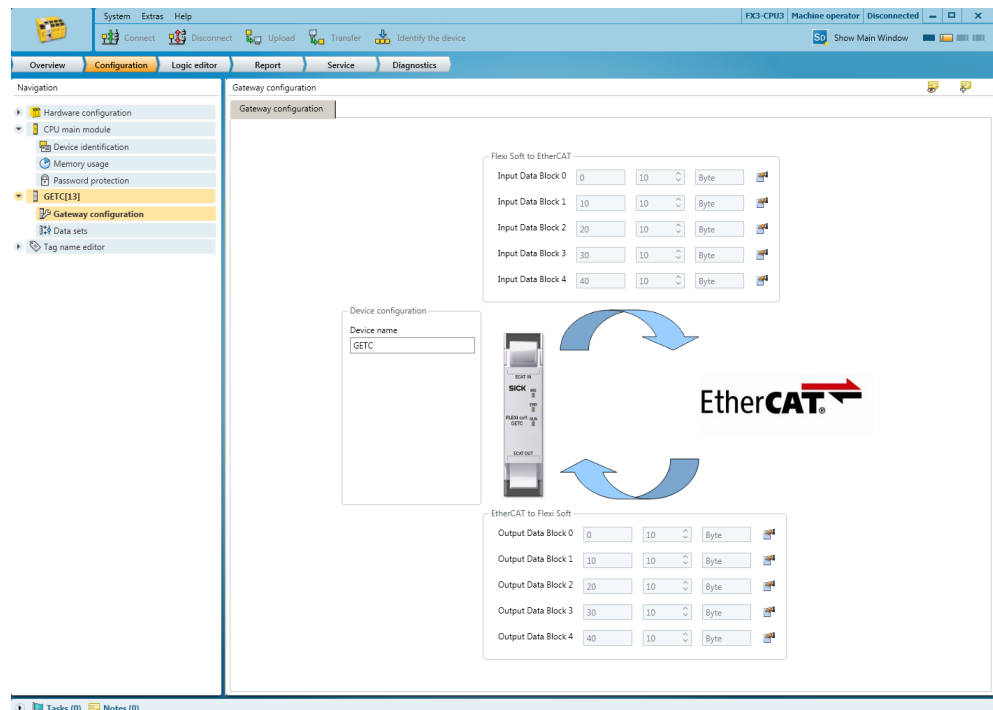 System Extras Help
FX3-CPU3 Machine operator Disconnected
Connect Disconnect Upload Transfer Identify the device
SD Show Main Window
Overview Configuration Logic editor Report Service Diagnostics
Navigation
Gateway configuration
Gateway configuration
Hardware configuration
CPU main module
Device identification
Memory usage
Password protection
GETC[13]
Gateway configuration
Data sets
Tag name editor
Flexi Soft to EtherCAT
Input Data Block 0 0 10 Byte
Input Data Block 1 10 10 Byte
Input Data Block 2 20 10 Byte
Input Data Block 3 30 10 Byte
Input Data Block 4 40 10 Byte
Device configuration
Device name
GETC
ECAT IN
SICK
FLEXI soft
GETC
ECAT OUT
EtherCAT®
EtherCAT to Flexi Soft
Output Data Block 0 0 10 Byte
Output Data Block 1 10 10 Byte
Output Data Block 2 20 10 Byte
Output Data Block 3 30 10 Byte
Output Data Block 4 40 10 Byte
Tasks (0) Notes (0)